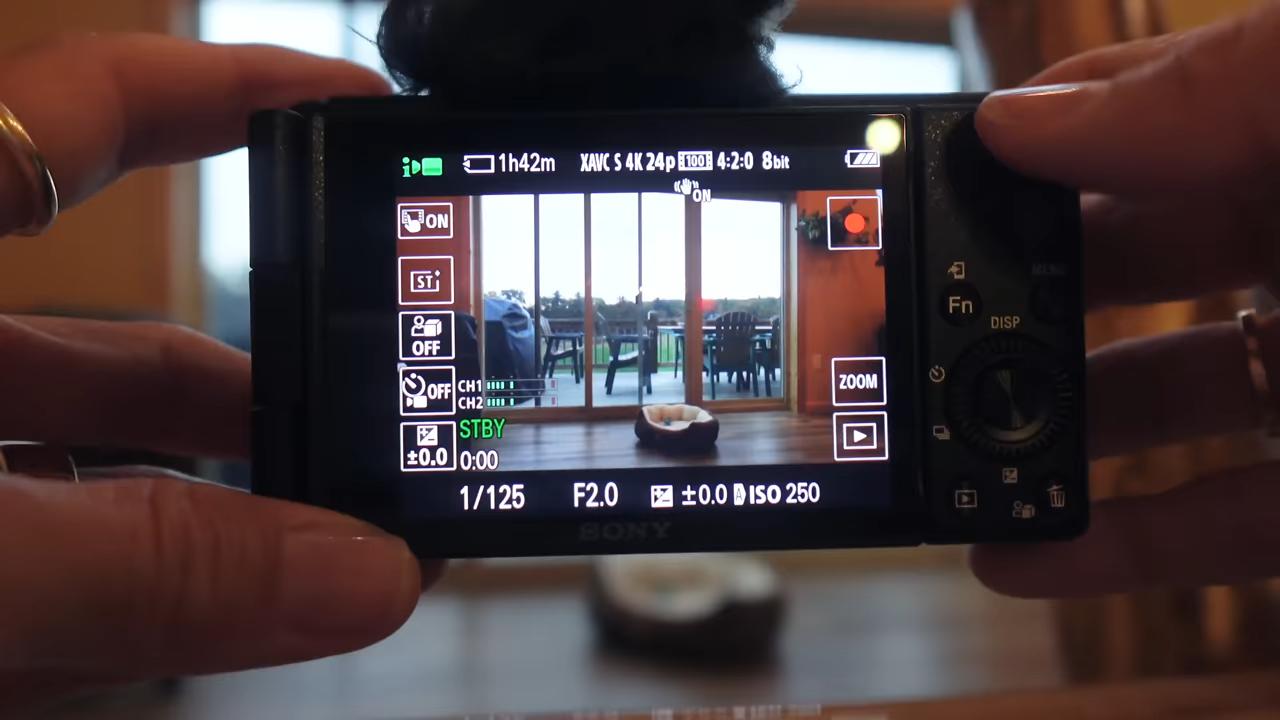 1h42m XAVC S 4K 24p 100 4:2:0 8bit
ON
ON
ST+
OFF
OFF
CH1
CH2
STBY
±0.0
0:00
ZOOM
1/125 F2.0 ±0.0 A ISO 250
SONY
MENU
Fn
DISP